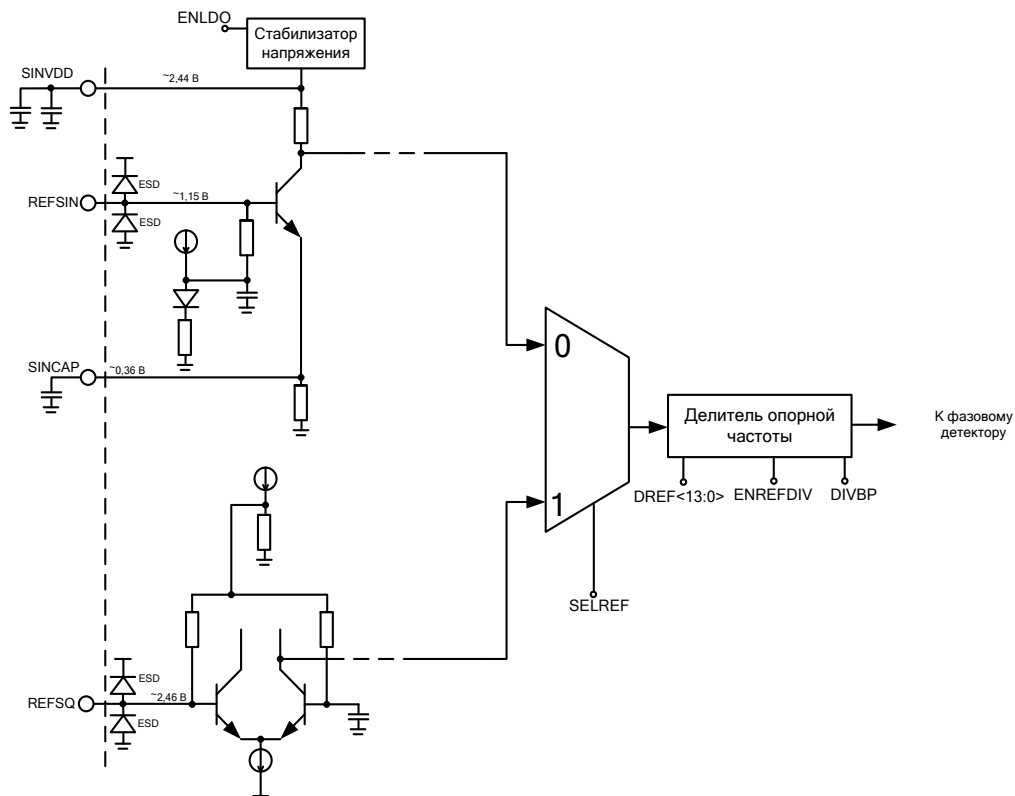 ENLDO
Стабилизатор
напряжения
SINVDD
~2,44 В
ESD
REFSIN
~1,15 В
ESD
SINCAP
~0,36 В
0
1
Делитель опорной
частоты
К фазовому
детектору
DREF<13:0>
ENREFDIV
DIVBP
SELREF
ESD
REFSQ
~2,46 В
ESD